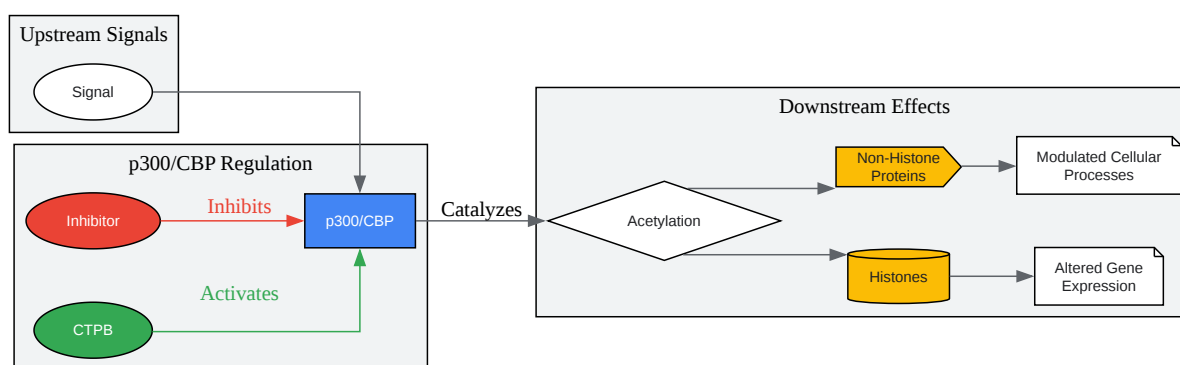 Upstream Signals
Signal
p300/CBP Regulation
Inhibitor
Inhibits
p300/CBP
Activates
CTPB
Catalyzes
Downstream Effects
Acetylation
Non-Histone
Proteins
Modulated Cellular
Processes
Histones
Altered Gene
Expression